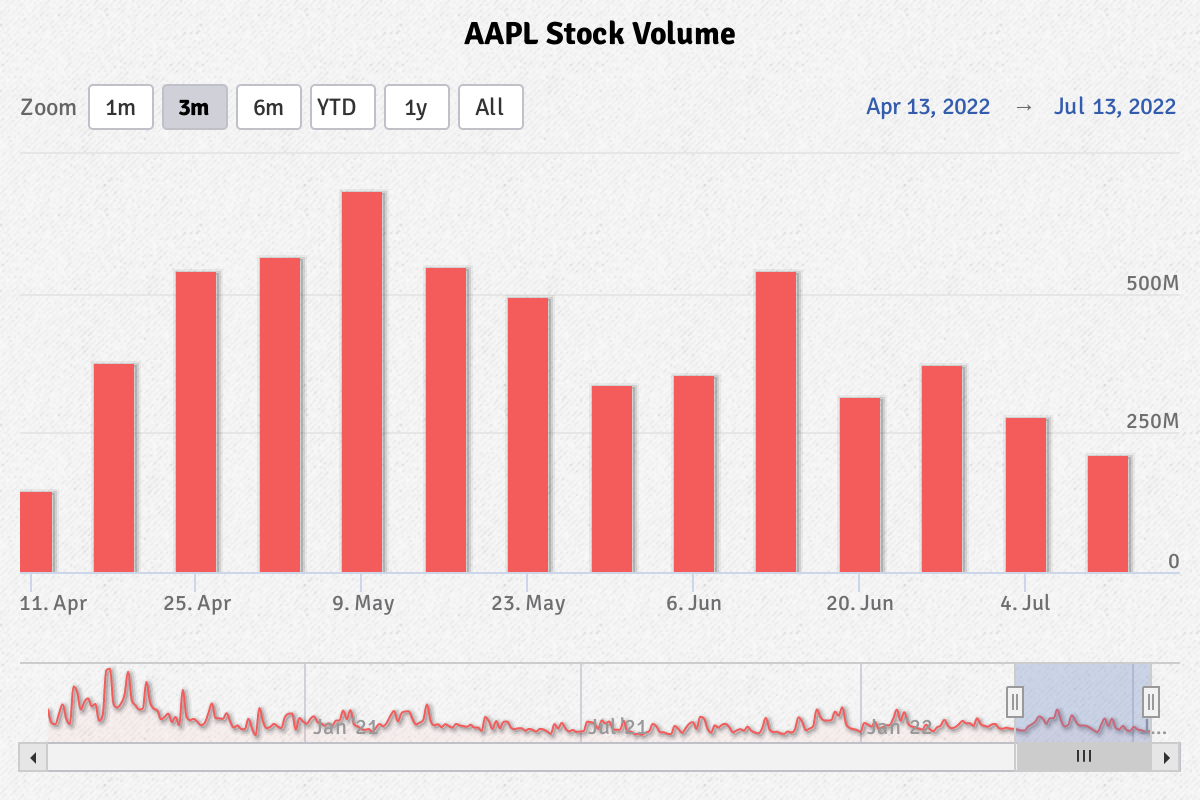 AAPL Stock Volume
Zoom 1m 3m 6m YTD 1y All Apr 13, 2022 → Jul 13, 2022
500M
250M
0
11. Apr 25. Apr 9. May 23. May 6. Jun 20. Jun 4. Jul
Jan '21 Jul '21 Jan '22 …